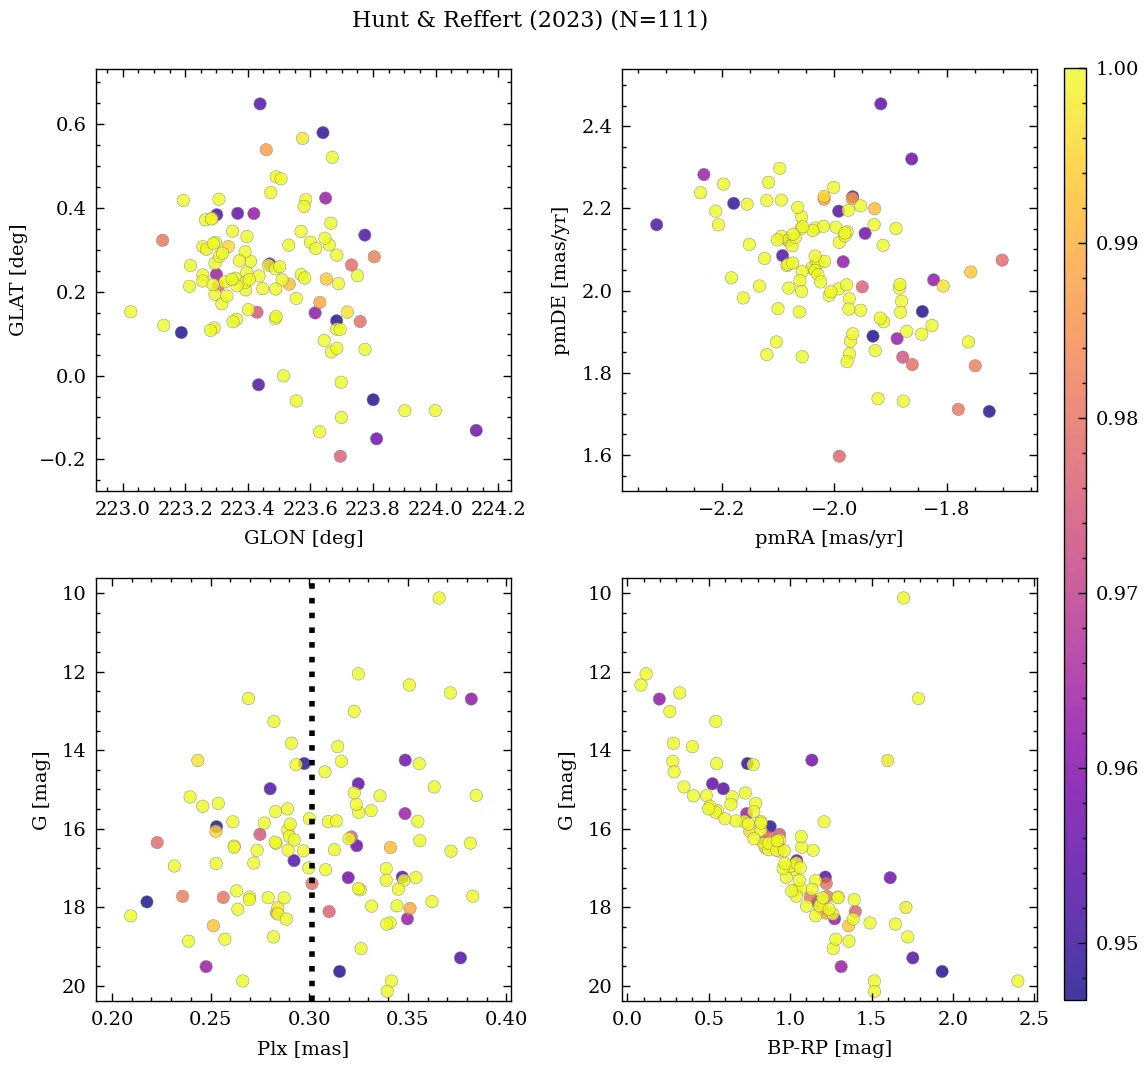 Hunt & Reffert (2023) (N=111)
0.6
0.4
0.2
0.0
−0.2
GLAT [deg]
223.0 223.2 223.4 223.6 223.8 224.0 224.2
GLON [deg]
2.4
2.2
2.0
1.8
1.6
pmDE [mas/yr]
−2.2 −2.0 −1.8
pmRA [mas/yr]
10
12
14
16
18
20
G [mag]
0.20 0.25 0.30 0.35 0.40
Plx [mas]
10
12
14
16
18
20
G [mag]
0.0 0.5 1.0 1.5 2.0 2.5
BP-RP [mag]
1.00
0.99
0.98
0.97
0.96
0.95